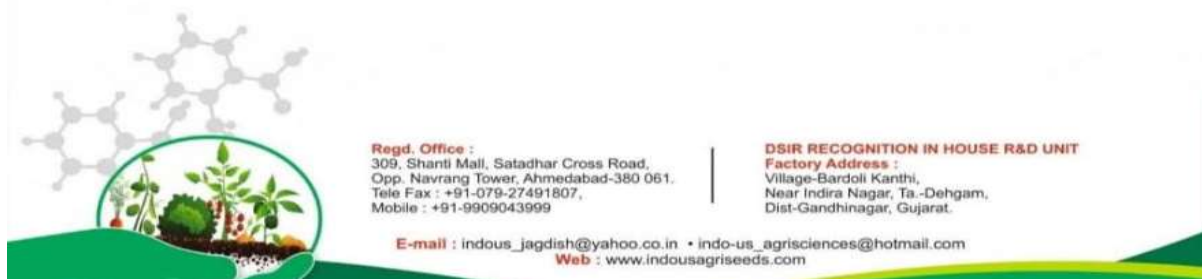 Regd. Office :
309, Shanti Mall, Satadhar Cross Road,
Opp. Navrang Tower, Ahmedabad-380 061.
Tele Fax : +91-079-27491807,
Mobile : +91-9909043999
DSIR RECOGNITION IN HOUSE R&D UNIT
Factory Address :
Village-Bardoli Kanthi,
Near Indira Nagar, Ta.-Dehgam,
Dist-Gandhinagar, Gujarat.
E-mail : indous_jagdish@yahoo.co.in • indo-us_agrisciences@hotmail.com
Web : www.indousagriseeds.com